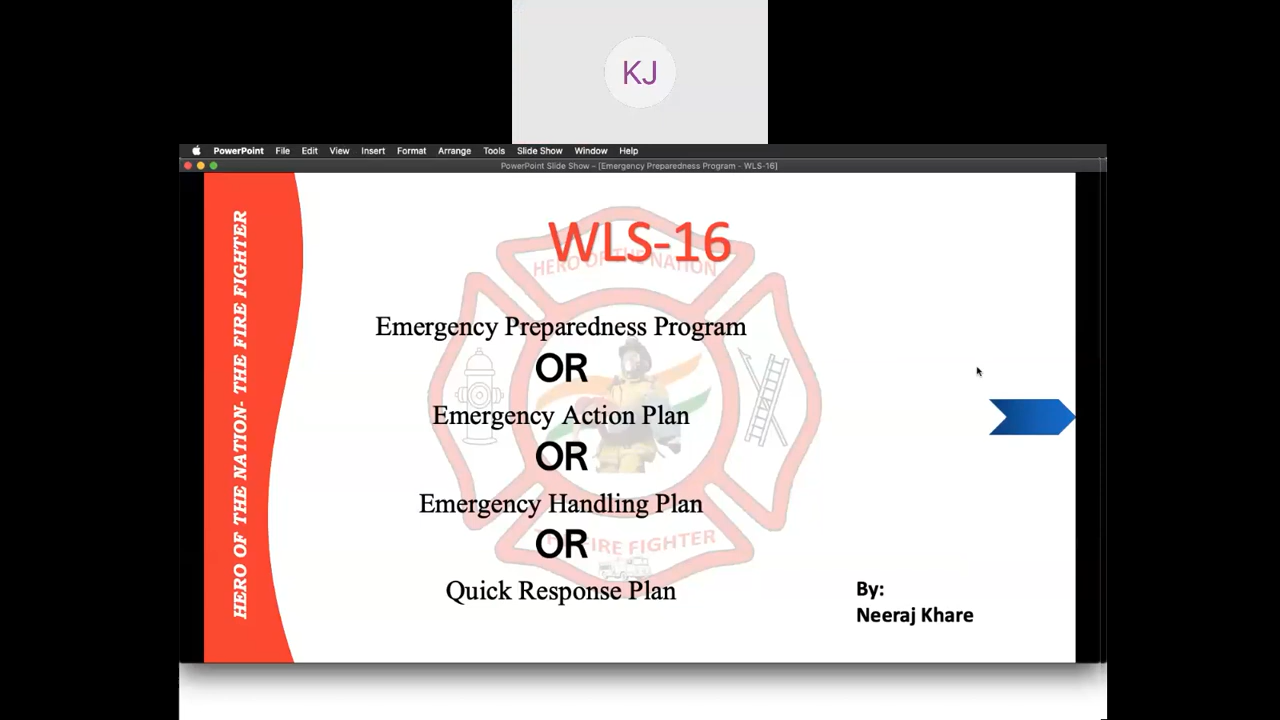 KJ
PowerPoint File Edit View Insert Format Arrange Tools Slide Show Window Help
PowerPoint Slide Show – [Emergency Preparedness Program - WLS-16]
HERO OF THE NATION- THE FIRE FIGHTER
WLS-16
HERO OF THE NATION
Emergency Preparedness Program
OR
Emergency Action Plan
OR
Emergency Handling Plan
OR
FIRE FIGHTER
Quick Response Plan
By:
Neeraj Khare